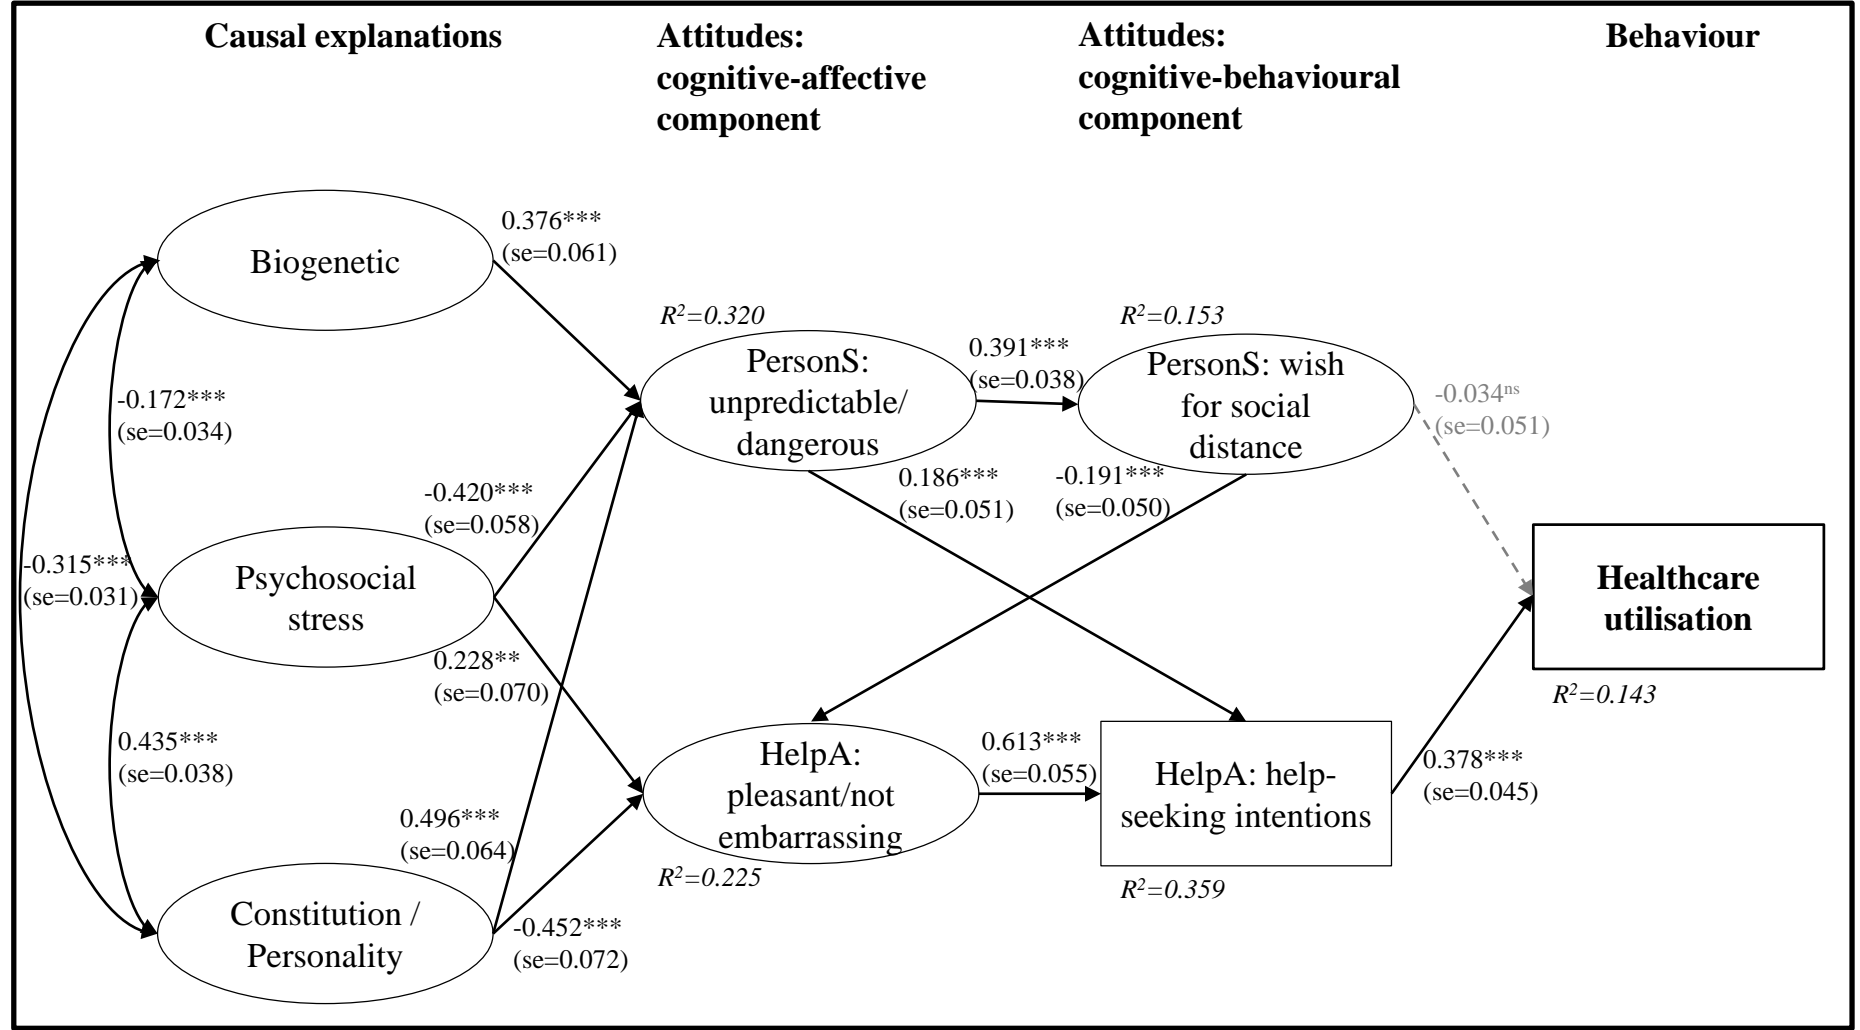 Causal explanations
Attitudes:
cognitive-affective
component
Attitudes:
cognitive-behavioural
component
Behaviour
Biogenetic
0.376***
(se=0.061)
-0.172***
(se=0.034)
-0.315***
(se=0.031)
Psychosocial
stress
-0.420***
(se=0.058)
0.228**
(se=0.070)
0.435***
(se=0.038)
Constitution /
Personality
0.496***
(se=0.064)
-0.452***
(se=0.072)
R²=0.320
PersonS:
unpredictable/
dangerous
0.391***
(se=0.038)
0.186***
(se=0.051)
R²=0.153
PersonS: wish
for social
distance
-0.191***
(se=0.050)
-0.034ns
(se=0.051)
HelpA:
pleasant/not
embarrassing
R²=0.225
0.613***
(se=0.055)
HelpA: help-
seeking intentions
R²=0.359
0.378***
(se=0.045)
Healthcare
utilisation
R²=0.143